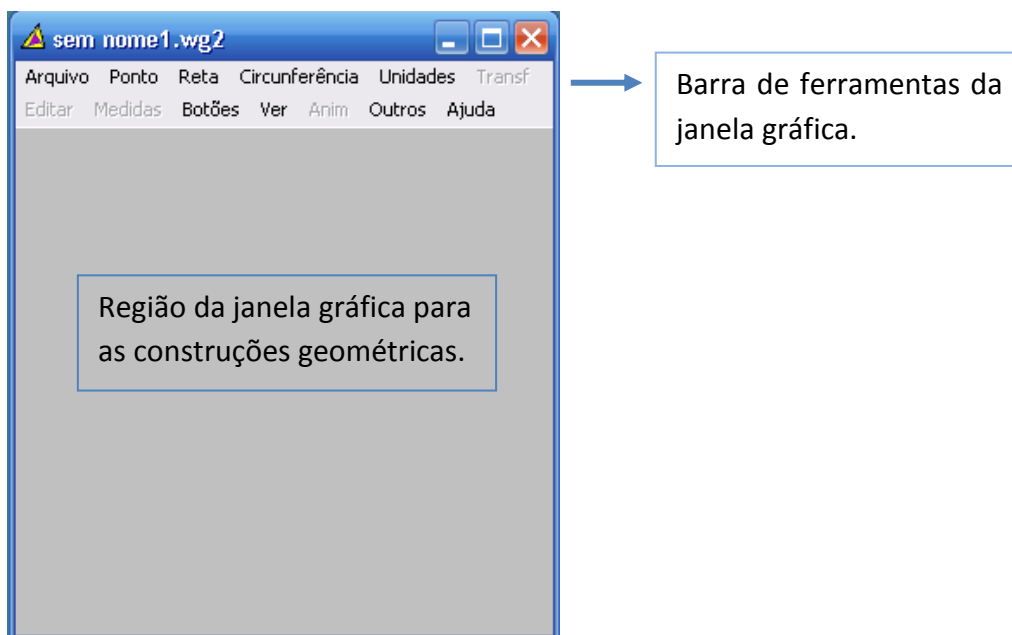 sem nome1.wg2
Arquivo Ponto Reta Circunferência Unidades Transf
Editar Medidas Botões Ver Anim Outros Ajuda
Barra de ferramentas da
janela gráfica.
Região da janela gráfica para
as construções geométricas.